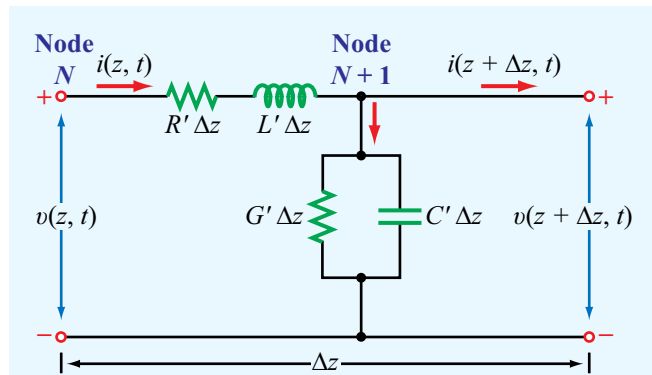 Node
N
Node
N + 1
i(z, t)
i(z + Δz, t)
+
+
R′ Δz
L′ Δz
υ(z, t)
G′ Δz
C′ Δz
υ(z + Δz, t)
−
−
Δz